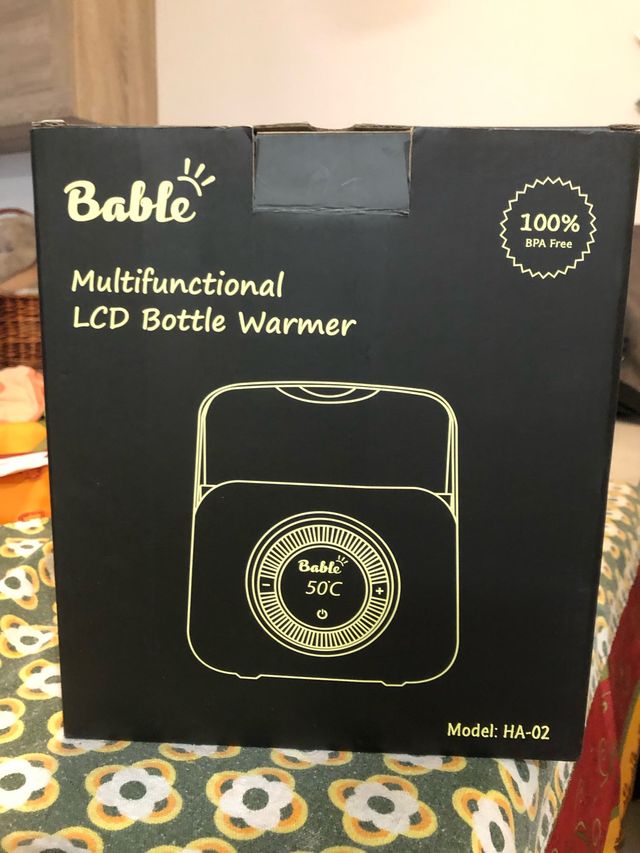 Bable
100%
BPA Free
Multifunctional
LCD Bottle Warmer
Bable
50°C
- +
Model: HA-02